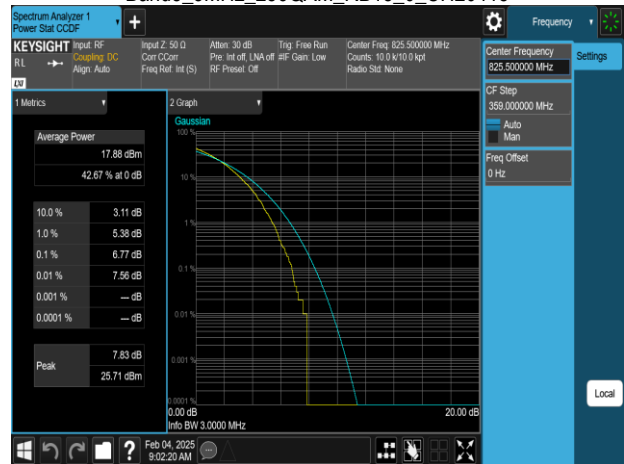 Spectrum Analyzer 1
Power Stat CCDF
Frequency
KEYSIGHT
RL
Input: RF
Coupling: DC
Align: Auto
Input Z: 50 Ω
Corr CCorr
Freq Ref: Int (S)
Atten: 30 dB
Pre: Int off, LNA off
RF Presel: Off
Trig: Free Run
#IF Gain: Low
Center Freq: 825.500000 MHz
Counts: 10.0 k/10.0 kpt
Radio Std: None
LXI
1 Metrics
2 Graph
Average Power
17.88 dBm
42.67 % at 0 dB
10.0 % 3.11 dB
1.0 % 5.38 dB
0.1 % 6.77 dB
0.01 % 7.56 dB
0.001 % --- dB
0.0001 % --- dB
Peak
7.83 dB
25.71 dBm
Gaussian
100 %
10 %
1 %
0.1 %
0.01 %
0.001 %
0.0001 %
0.00 dB 20.00 dB
Info BW 3.0000 MHz
Center Frequency
825.500000 MHz
Settings
CF Step
359.000000 MHz
Auto
Man
Freq Offset
0 Hz
Local
?
Feb 04, 2025
9:02:20 AM